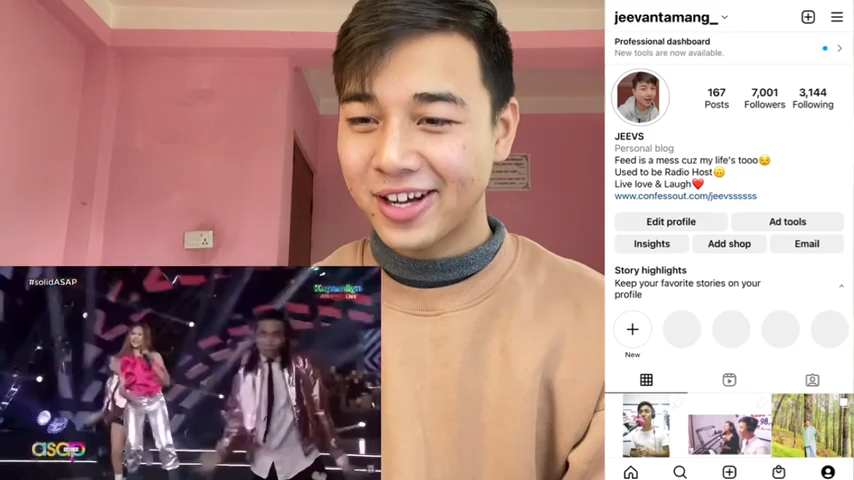 #solidASAP
Kapamilya
LIVE
asap
jeevantamang_
Professional dashboard
New tools are now available.
167 7,001 3,144
Posts Followers Following
JEEVS
Personal blog
Feed is a mess cuz my life's tooo😔
Used to be Radio Host🙃
Live love & Laugh❤️
www.confessout.com/jeevssssss
Edit profile Ad tools
Insights Add shop Email
Story highlights
Keep your favorite stories on your
profile
New